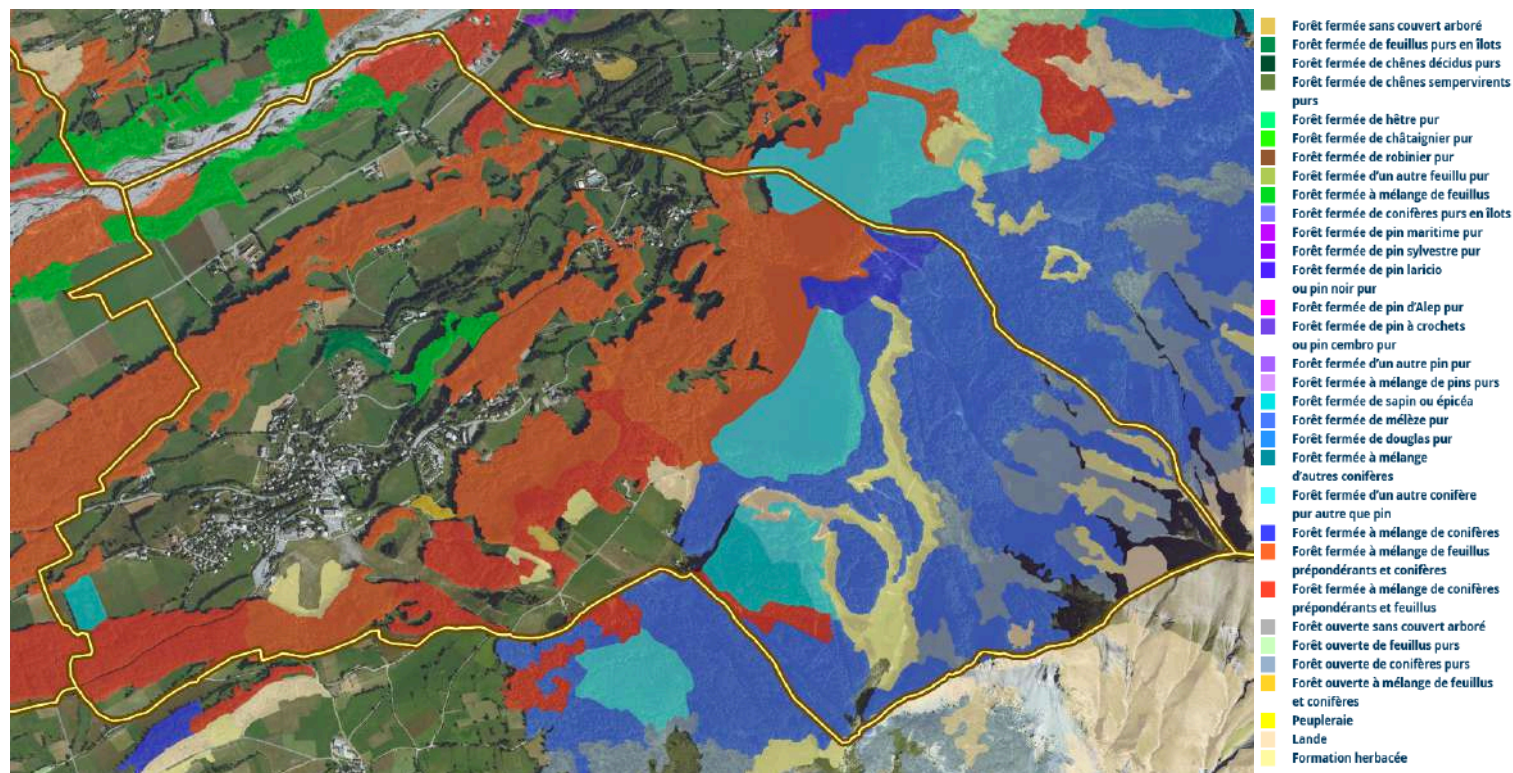 Forêt fermée sans couvert arboré
Forêt fermée de feuillus purs en îlots
Forêt fermée de chênes décidus purs
Forêt fermée de chênes sempervirents
purs
Forêt fermée de hêtre pur
Forêt fermée de châtaignier pur
Forêt fermée de robinier pur
Forêt fermée d'un autre feuillu pur
Forêt fermée à mélange de feuillus
Forêt fermée de conifères purs en îlots
Forêt fermée de pin maritime pur
Forêt fermée de pin sylvestre pur
Forêt fermée de pin laricio
ou pin noir pur
Forêt fermée de pin d'Alep pur
Forêt fermée de pin à crochets
ou pin cembro pur
Forêt fermée d'un autre pin pur
Forêt fermée à mélange de pins purs
Forêt fermée de sapin ou épicéa
Forêt fermée de mélèze pur
Forêt fermée de douglas pur
Forêt fermée à mélange
d'autres conifères
Forêt fermée d'un autre conifère
pur autre que pin
Forêt fermée à mélange de conifères
Forêt fermée à mélange de feuillus
prépondérants et conifères
Forêt fermée à mélange de conifères
prépondérants et feuillus
Forêt ouverte sans couvert arboré
Forêt ouverte de feuillus purs
Forêt ouverte de conifères purs
Forêt ouverte à mélange de feuillus
et conifères
Peupleraie
Lande
Formation herbacée